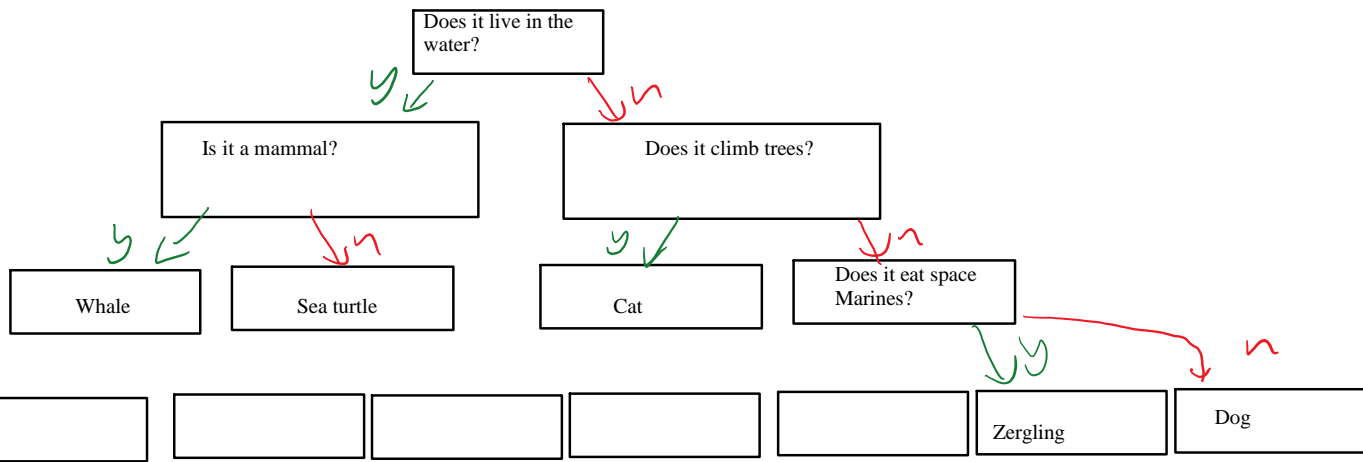 Does it live in the
water?
y
n
Is it a mammal?
Does it climb trees?
y
n
y
n
Whale
Sea turtle
Cat
Does it eat space
Marines?
y
n
Zergling
Dog